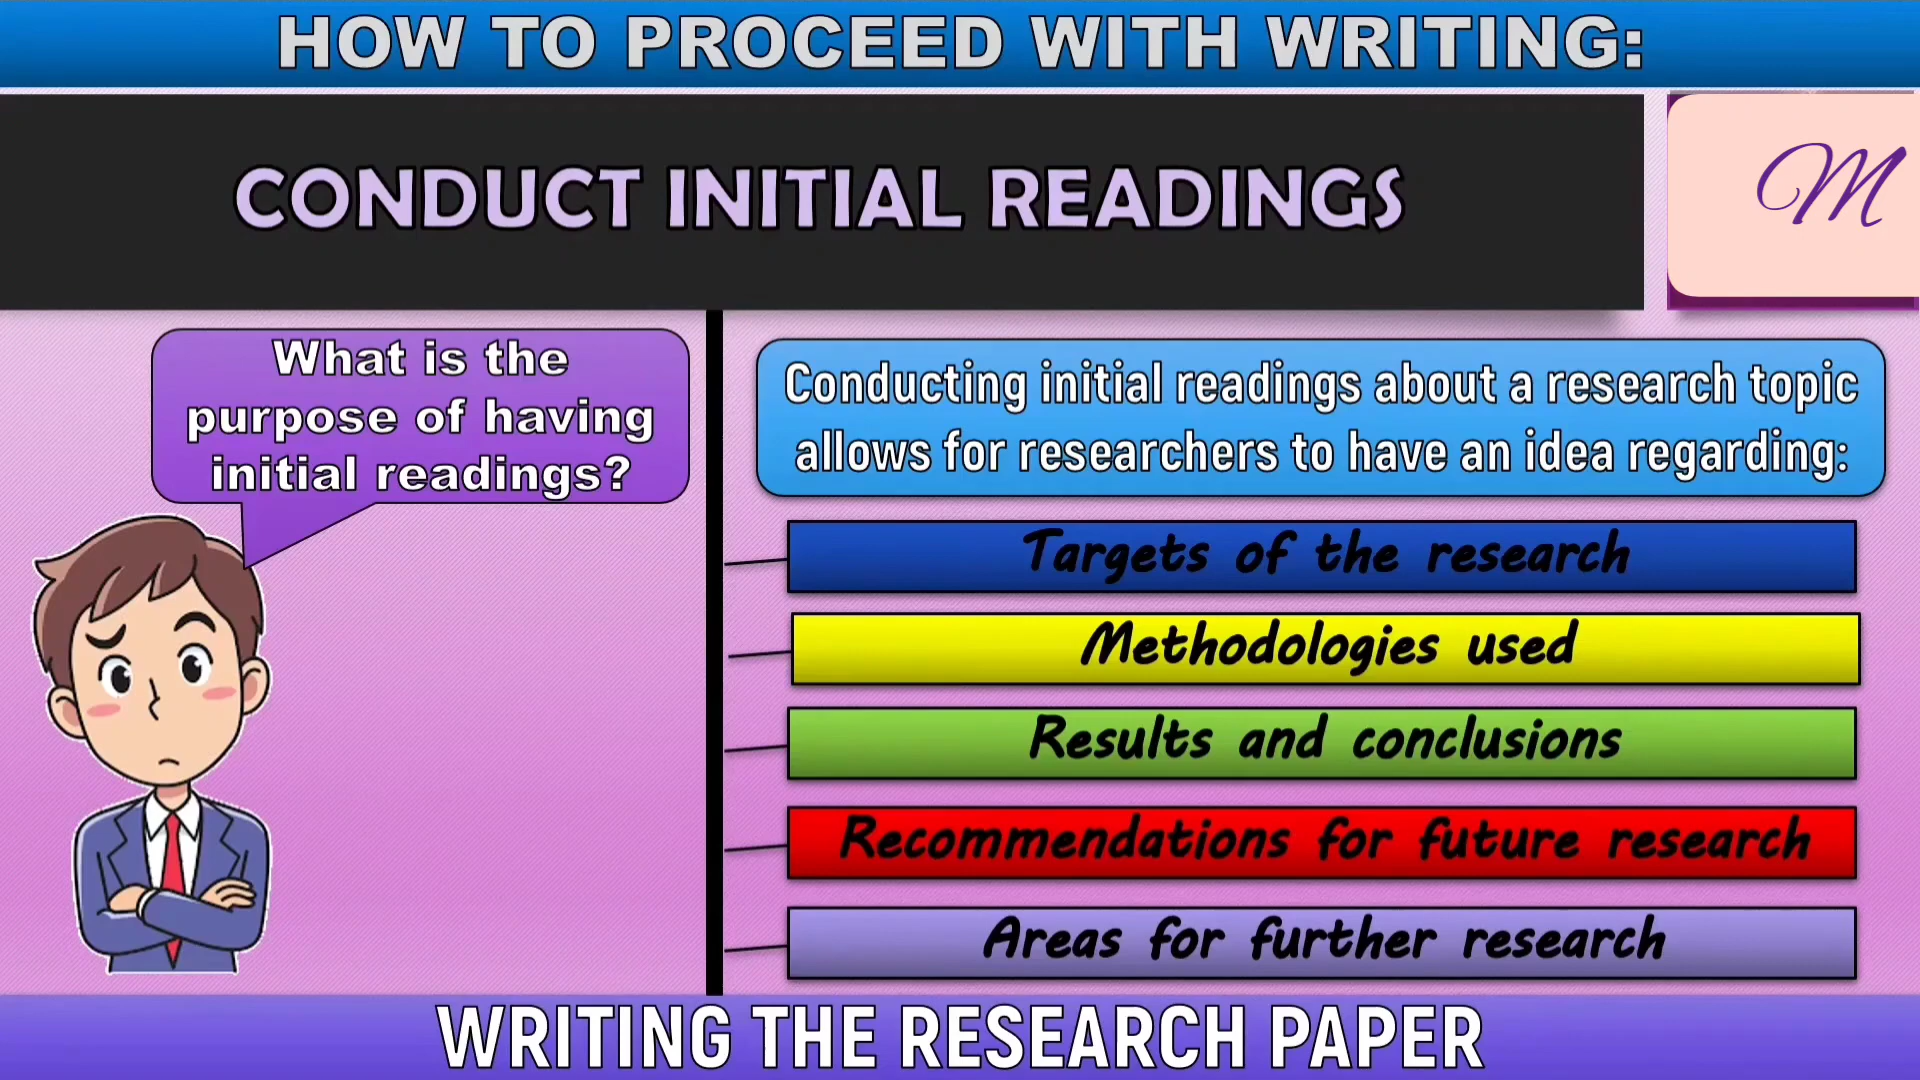 HOW TO PROCEED WITH WRITING:
CONDUCT INITIAL READINGS
M
What is the
purpose of having
initial readings?
Conducting initial readings about a research topic
allows for researchers to have an idea regarding:
Targets of the research
Methodologies used
Results and conclusions
Recommendations for future research
Areas for further research
WRITING THE RESEARCH PAPER